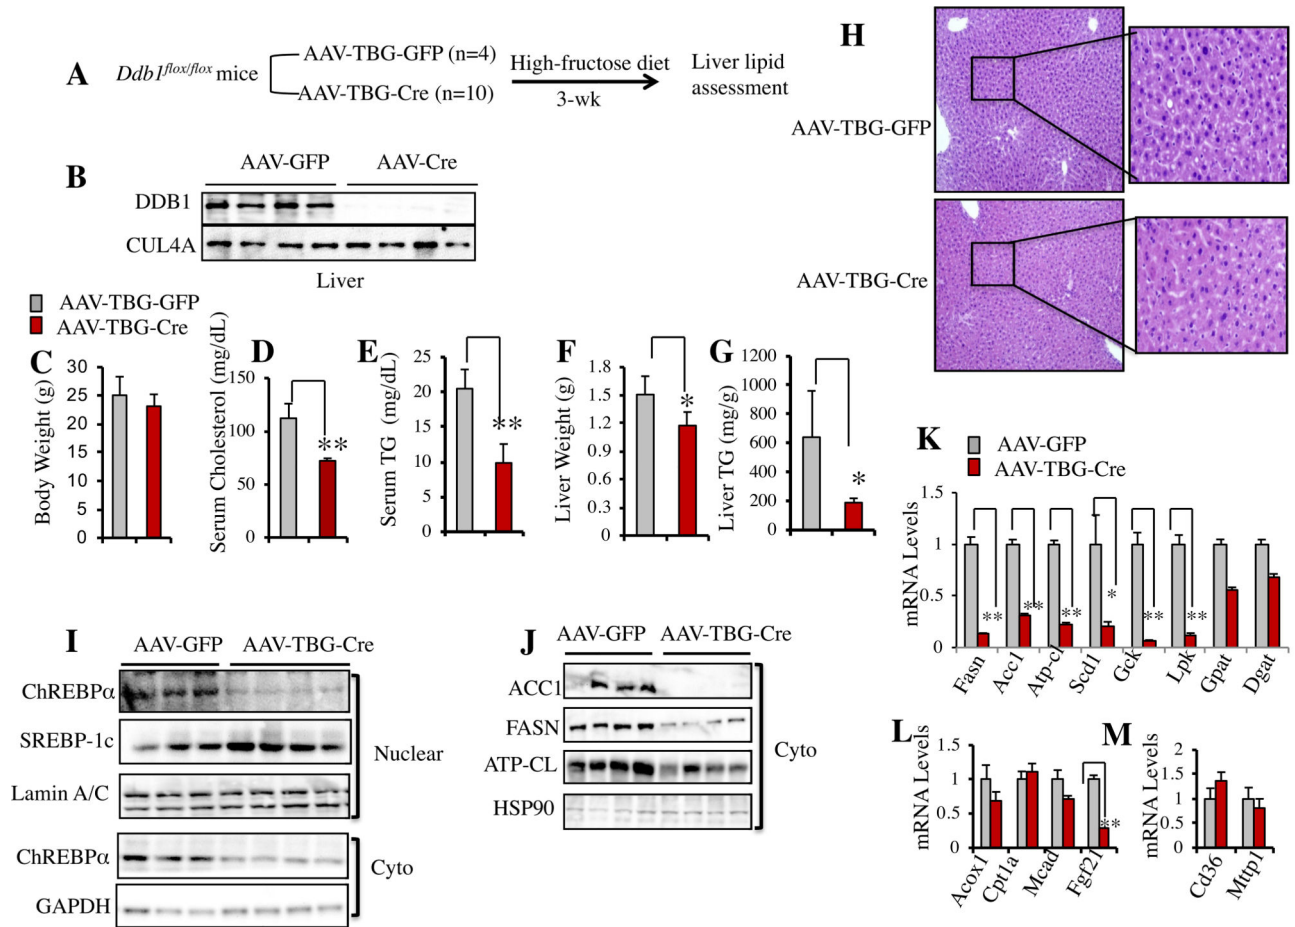 A
Ddb1flox/flox mice
AAV-TBG-GFP (n=4)
AAV-TBG-Cre (n=10)
High-fructose diet
3-wk
Liver lipid
assessment
B
AAV-GFP AAV-Cre
DDB1
CUL4A
Liver
AAV-TBG-GFP
AAV-TBG-Cre
C
Body Weight (g)
35
30
25
20
15
10
5
0
D
Serum Cholesterol (mg/dL)
150
100
50
0
**
E
Serum TG (mg/dL)
25
20
15
10
5
0
**
F
Liver Weight (g)
1.8
1.5
1.2
0.9
0.6
0.3
0
*
G
Liver TG (mg/g)
1200
1000
800
600
400
200
0
*
H
AAV-TBG-GFP
AAV-TBG-Cre
I
AAV-GFP AAV-TBG-Cre
ChREBPα
SREBP-1c
Lamin A/C
Nuclear
ChREBPα
GAPDH
Cyto
J
AAV-GFP AAV-TBG-Cre
ACC1
FASN
ATP-CL
HSP90
Cyto
K
AAV-GFP
AAV-TBG-Cre
mRNA Levels
1.5
1
0.5
0
** ** ** * ** **
Fasn Acc1 Atp-cl Scd1 Gck Lpk Gpat Dgat
L
mRNA Levels
1.5
1
0.5
0
**
Acox1 Cpt1a Mcad Fgf21
M
mRNA Levels
2
1.5
1
0.5
0
Cd36 Mttp1